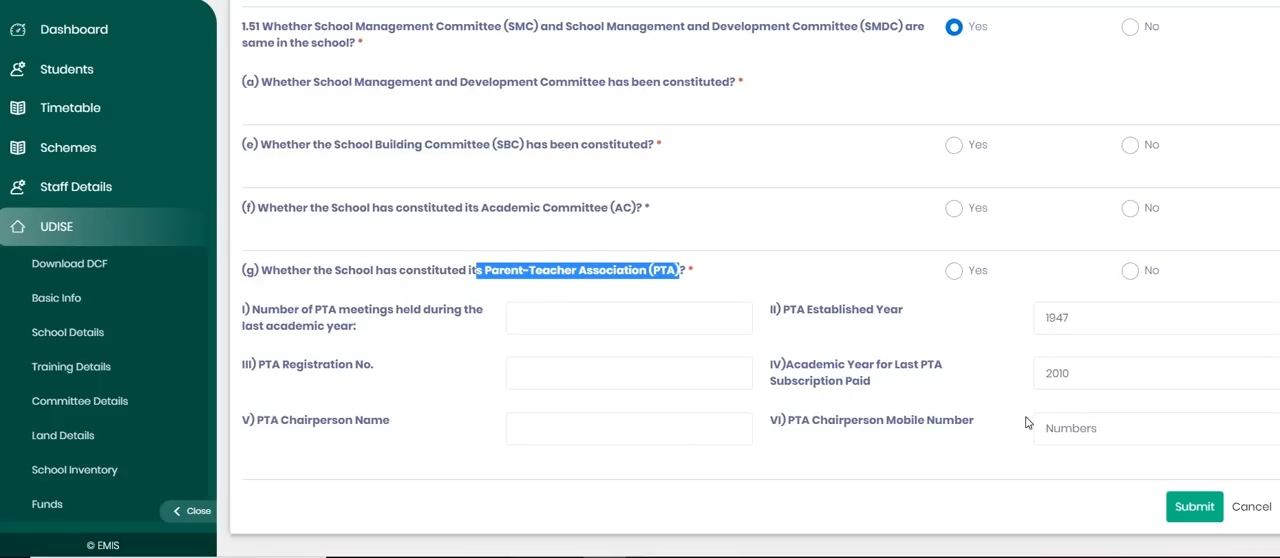 Dashboard
Students
Timetable
Schemes
Staff Details
UDISE
Download DCF
Basic Info
School Details
Training Details
Committee Details
Land Details
School Inventory
Funds
Close
© EMIS
1.51 Whether School Management Committee (SMC) and School Management and Development Committee (SMDC) are
same in the school? *
Yes
No
(a) Whether School Management and Development Committee has been constituted? *
(e) Whether the School Building Committee (SBC) has been constituted? *
Yes
No
(f) Whether the School has constituted its Academic Committee (AC)? *
Yes
No
(g) Whether the School has constituted its Parent-Teacher Association (PTA)? *
Yes
No
I) Number of PTA meetings held during the
last academic year:
II) PTA Established Year
1947
III) PTA Registration No.
IV)Academic Year for Last PTA
Subscription Paid
2010
V) PTA Chairperson Name
VI) PTA Chairperson Mobile Number
Numbers
Submit
Cancel